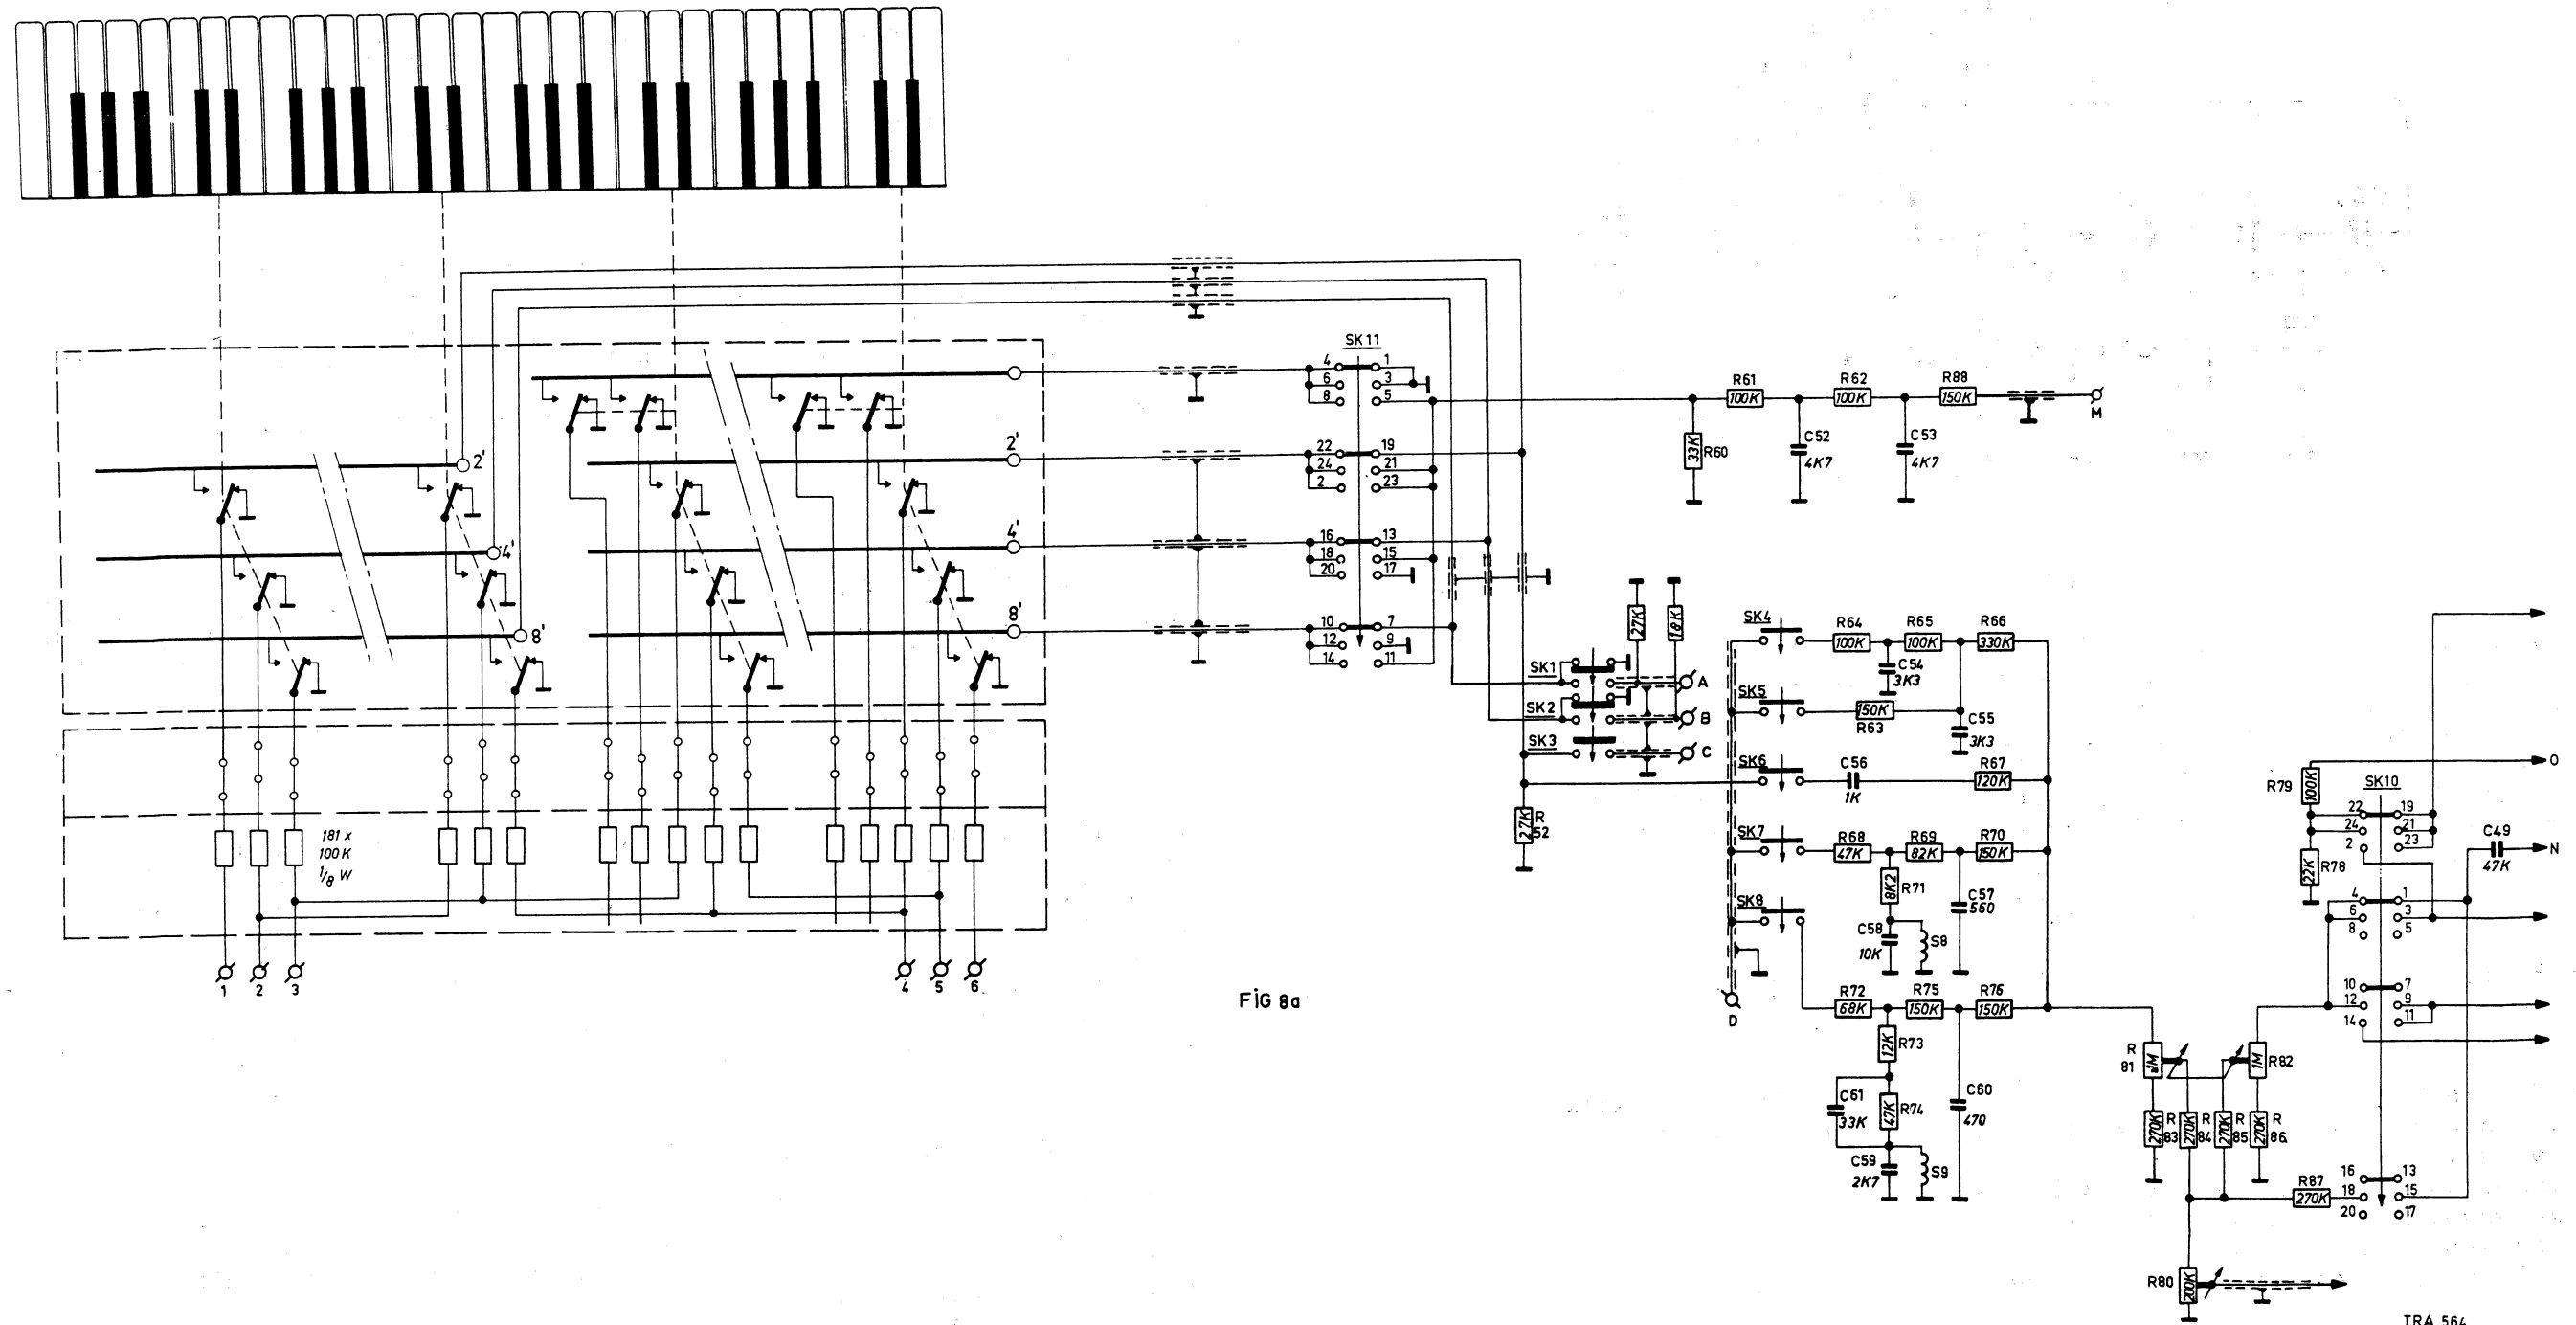 SK11
4 1
6 3
8 5
22 19
24 21
2 23
16 13
18 15
20 17
10 7
12 9
14 11
2'
4'
8'
2'
4'
8'
181 x
100 K
1/8 W
1 2 3 4 5 6
FIG 8a
R61
100K
R62
100K
R88
150K
M
33K
R60
C52
4K7
C53
4K7
27K
18K
SK1
A
SK2
B
SK3
C
R
52
27K
SK4
R64
100K
R65
100K
R66
330K
C54
3K3
SK5
150K
R63
C55
3K3
SK6
C56
1K
R67
120K
SK7
R68
47K
R69
82K
R70
150K
R71
8K2
C57
560
SK8
C58
10K
S8
D
R72
68K
R75
150K
R76
150K
R73
12K
C61
33K
R74
47K
C60
470
C59
2K7
S9
R
81
1M
R82
1M
R
83
270K
R
84
270K
R
85
270K
R
86
270K
R87
270K
R80
200K
R79
100K
R78
22K
SK10
22 19
24 21
2 23
4 1
6 3
8 5
10 7
12 9
14 11
16 13
18 15
20 17
O
C49
47K
N
TRA 564